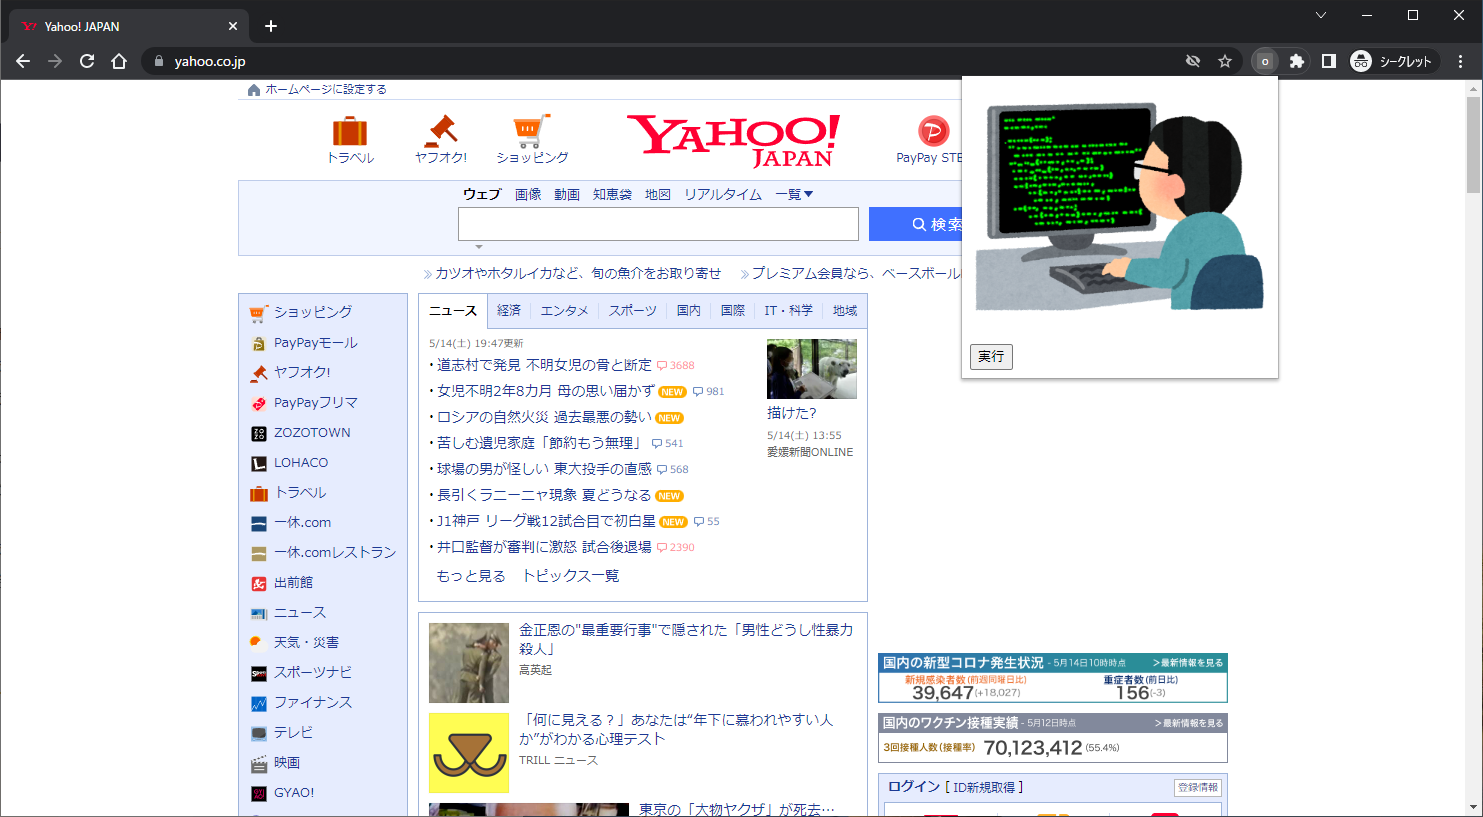 Yahoo! JAPAN
yahoo.co.jp
シークレット
ホームページに設定する
トラベル
ヤフオク!
ショッピング
YAHOO!
JAPAN
PayPay STE
ウェブ 画像 動画 知恵袋 地図 リアルタイム 一覧
検索
カツオやホタルイカなど、旬の魚介をお取り寄せ
プレミアム会員なら、ベースボール
実行
ショッピング
PayPayモール
ヤフオク!
PayPayフリマ
ZOZOTOWN
LOHACO
トラベル
一休.com
一休.comレストラン
出前館
ニュース
天気・災害
スポーツナビ
ファイナンス
テレビ
映画
GYAO!
ニュース 経済 エンタメ スポーツ 国内 国際 IT・科学 地域
5/14(土) 19:47更新
・道志村で発見 不明女児の骨と断定 3688
・女児不明2年8カ月 母の思い届かず NEW 981
・ロシアの自然火災 過去最悪の勢い NEW
・苦しむ遺児家庭「節約もう無理」 541
・球場の男が怪しい 東大投手の直感 568
・長引くラニーニャ現象 夏どうなる NEW
・J1神戸 リーグ戦12試合目で初白星 NEW 55
・井口監督が審判に激怒 試合後退場 2390
もっと見る トピックス一覧
描けた?
5/14(土) 13:55
愛媛新聞ONLINE
金正恩の"最重要行事"で隠された「男性どうし性暴力
殺人」
高英起
「何に見える？」あなたは“年下に慕われやすい人
か”がわかる心理テスト
TRILL ニュース
東京の「大物ヤクザ」が死去…
国内の新型コロナ発生状況 - 5月14日10時時点 >最新情報を見る
新規感染者数(前週同曜日比) 重症者数(前日比)
39,647(+18,027) 156(-3)
国内のワクチン接種実績 - 5月12日時点 >最新情報を見る
3回接種人数(接種率) 70,123,412 (55.4%)
ログイン [ ID新規取得 ] 登録情報